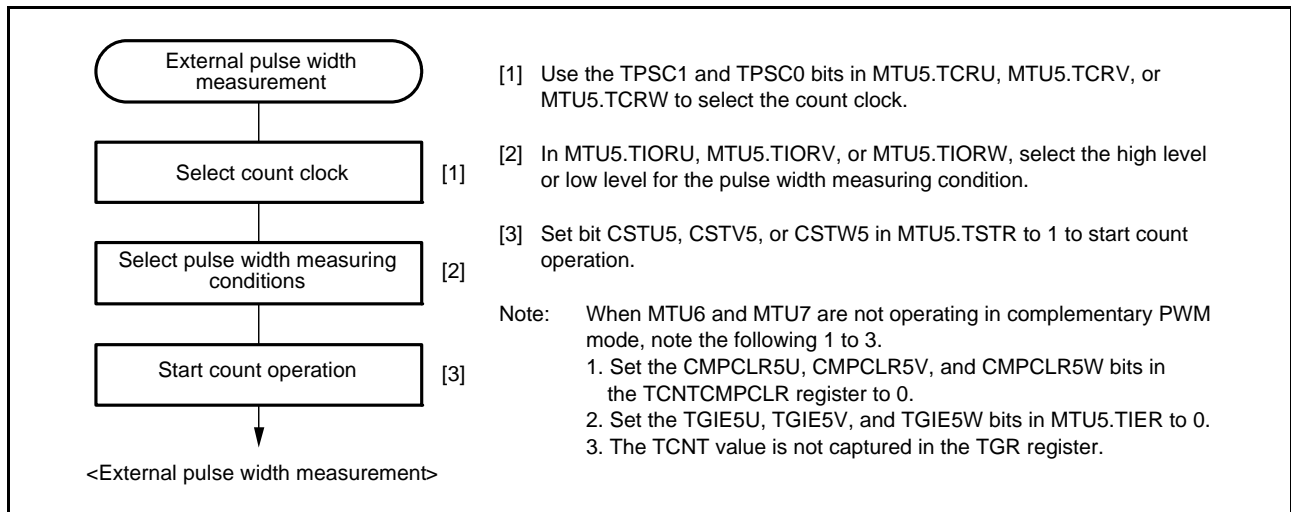 External pulse width
measurement
Select count clock
[1]
Select pulse width measuring
conditions
[2]
Start count operation
[3]
<External pulse width measurement>
[1] Use the TPSC1 and TPSC0 bits in MTU5.TCRU, MTU5.TCRV, or
MTU5.TCRW to select the count clock.
[2] In MTU5.TIORU, MTU5.TIORV, or MTU5.TIORW, select the high level
or low level for the pulse width measuring condition.
[3] Set bit CSTU5, CSTV5, or CSTW5 in MTU5.TSTR to 1 to start count
operation.
Note: When MTU6 and MTU7 are not operating in complementary PWM
mode, note the following 1 to 3.
1. Set the CMPCLR5U, CMPCLR5V, and CMPCLR5W bits in
the TCNTCMPCLR register to 0.
2. Set the TGIE5U, TGIE5V, and TGIE5W bits in MTU5.TIER to 0.
3. The TCNT value is not captured in the TGR register.